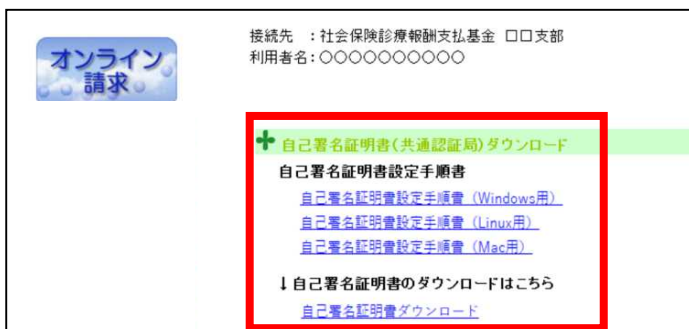 オンライン
請求
接続先　：社会保険診療報酬支払基金　□□支部
利用者名：○○○○○○○○○○
自己署名証明書(共通認証局)ダウンロード
自己署名証明書設定手順書
自己署名証明書設定手順書（Windows用）
自己署名証明書設定手順書（Linux用）
自己署名証明書設定手順書（Mac用）
↓自己署名証明書のダウンロードはこちら
自己署名証明書ダウンロード